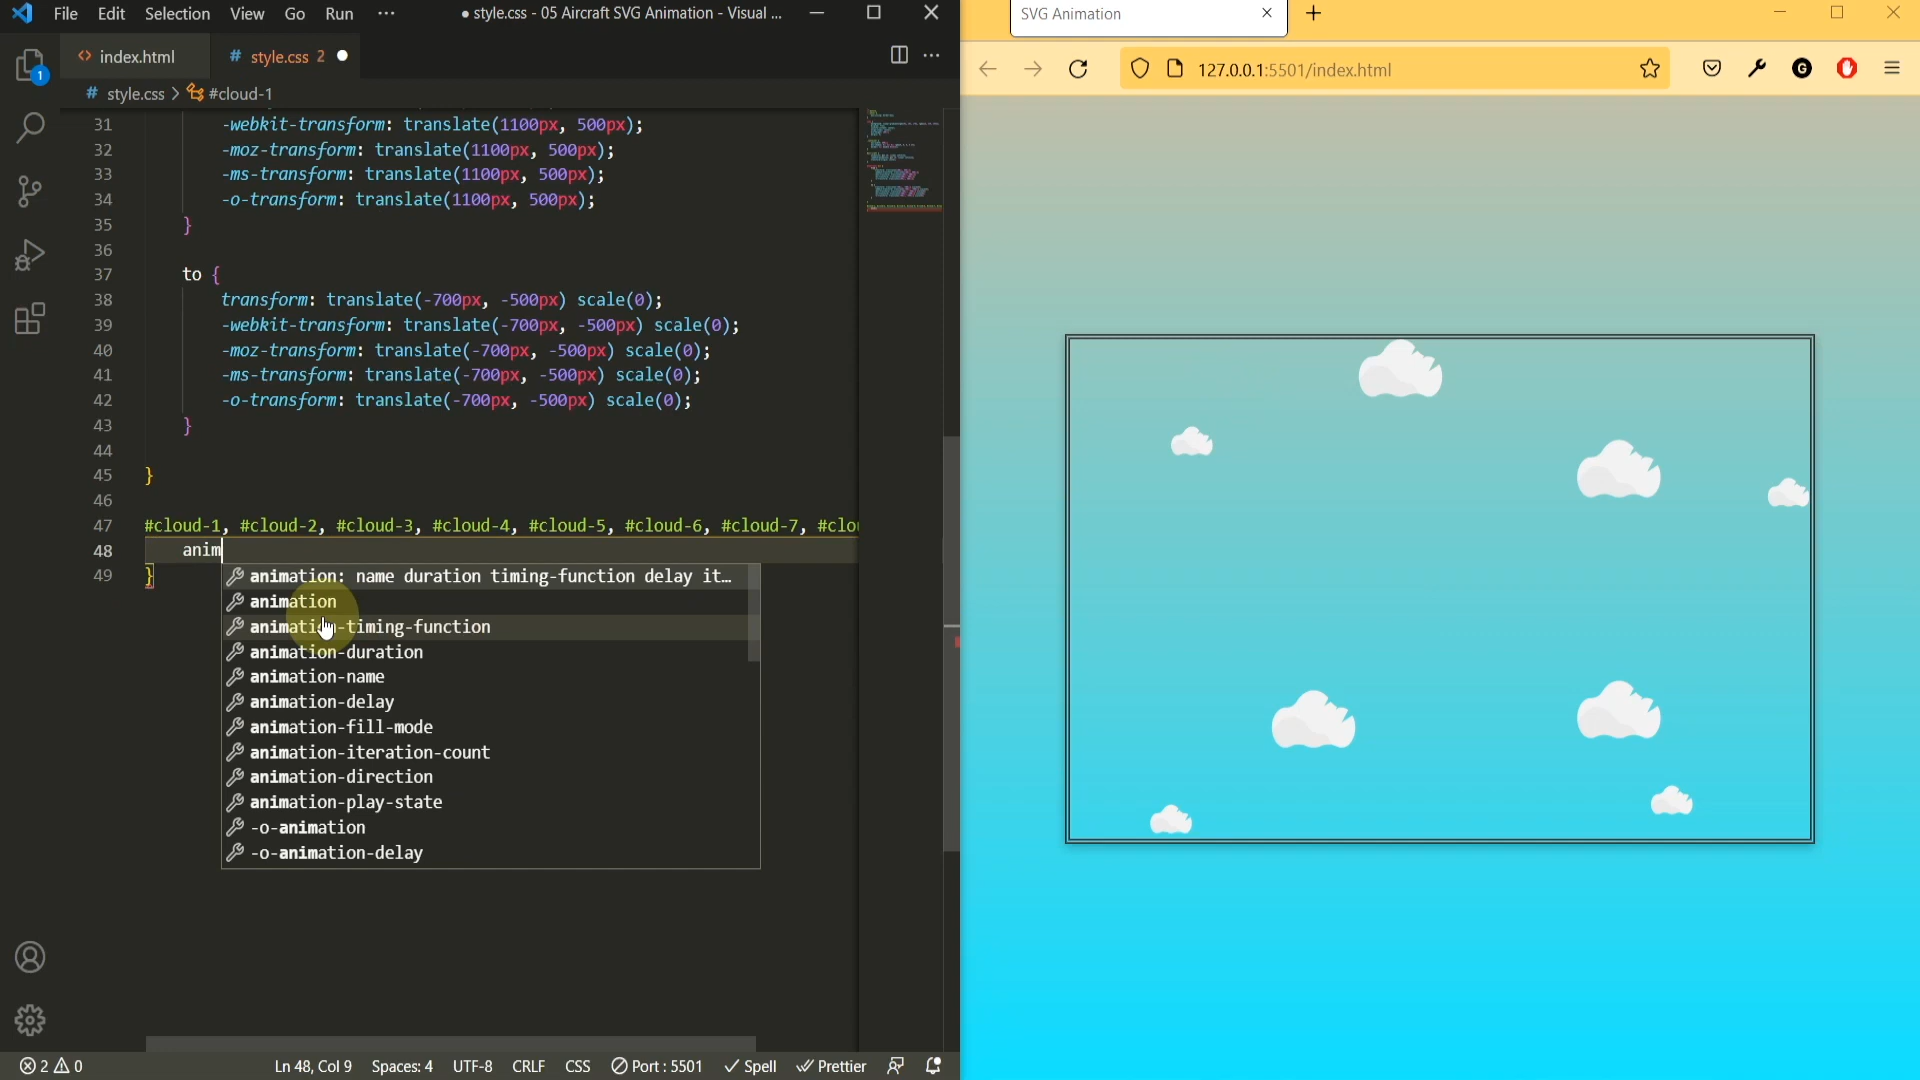 File Edit Selection View Go Run ··· ● style.css - 05 Aircraft SVG Animation - Visual ...
index.html
# style.css 2
# style.css > #cloud-1
31 -webkit-transform: translate(1100px, 500px);
32 -moz-transform: translate(1100px, 500px);
33 -ms-transform: translate(1100px, 500px);
34 -o-transform: translate(1100px, 500px);
35 }
36
37 to {
38 transform: translate(-700px, -500px) scale(0);
39 -webkit-transform: translate(-700px, -500px) scale(0);
40 -moz-transform: translate(-700px, -500px) scale(0);
41 -ms-transform: translate(-700px, -500px) scale(0);
42 -o-transform: translate(-700px, -500px) scale(0);
43 }
44
45 }
46
47 #cloud-1, #cloud-2, #cloud-3, #cloud-4, #cloud-5, #cloud-6, #cloud-7, #clo
48 anim
49 }
animation: name duration timing-function delay it…
animation
animation-timing-function
animation-duration
animation-name
animation-delay
animation-fill-mode
animation-iteration-count
animation-direction
animation-play-state
-o-animation
-o-animation-delay
1
2 0 Ln 48, Col 9 Spaces: 4 UTF-8 CRLF CSS Port : 5501 Spell Prettier
SVG Animation
127.0.0.1:5501/index.html
G